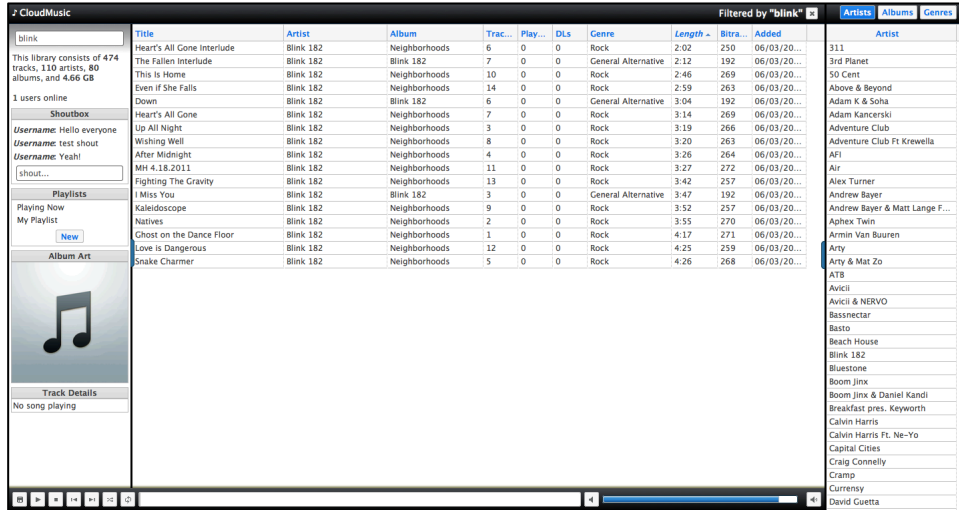 ♪ CloudMusic
Filtered by "blink" x
Artists Albums Genres
blink
This library consists of 474
tracks, 110 artists, 80
albums, and 4.66 GB
1 users online
Shoutbox
Username: Hello everyone
Username: test shout
Username: Yeah!
shout...
Playlists
Playing Now
My Playlist
New
Album Art
Track Details
No song playing
Title Artist Album Trac... Play... DLs Genre Length Bitra... Added
Heart's All Gone Interlude Blink 182 Neighborhoods 6 0 0 Rock 2:02 250 06/03/20...
The Fallen Interlude Blink 182 Blink 182 7 0 0 General Alternative 2:12 192 06/03/20...
This Is Home Blink 182 Neighborhoods 10 0 0 Rock 2:46 269 06/03/20...
Even if She Falls Blink 182 Neighborhoods 14 0 0 Rock 2:59 263 06/03/20...
Down Blink 182 Blink 182 6 0 0 General Alternative 3:04 192 06/03/20...
Heart's All Gone Blink 182 Neighborhoods 7 0 0 Rock 3:14 269 06/03/20...
Up All Night Blink 182 Neighborhoods 3 0 0 Rock 3:19 266 06/03/20...
Wishing Well Blink 182 Neighborhoods 8 0 0 Rock 3:20 263 06/03/20...
After Midnight Blink 182 Neighborhoods 4 0 0 Rock 3:26 264 06/03/20...
MH 4.18.2011 Blink 182 Neighborhoods 11 0 0 Rock 3:27 272 06/03/20...
Fighting The Gravity Blink 182 Neighborhoods 13 0 0 Rock 3:42 257 06/03/20...
I Miss You Blink 182 Blink 182 3 0 0 General Alternative 3:47 192 06/03/20...
Kaleidoscope Blink 182 Neighborhoods 9 0 0 Rock 3:52 257 06/03/20...
Natives Blink 182 Neighborhoods 2 0 0 Rock 3:55 270 06/03/20...
Ghost on the Dance Floor Blink 182 Neighborhoods 1 0 0 Rock 4:17 271 06/03/20...
Love is Dangerous Blink 182 Neighborhoods 12 0 0 Rock 4:25 259 06/03/20...
Snake Charmer Blink 182 Neighborhoods 5 0 0 Rock 4:26 268 06/03/20...
Artist
311
3rd Planet
50 Cent
Above & Beyond
Adam K & Soha
Adam Kancerski
Adventure Club
Adventure Club Ft Krewella
AFI
Air
Alex Turner
Andrew Bayer
Andrew Bayer & Matt Lange F...
Aphex Twin
Armin Van Buuren
Arty
Arty & Mat Zo
AT8
Avicii
Avicii & NERVO
Bassnectar
Basto
Beach House
Blink 182
Bluestone
Boom Jinx
Boom Jinx & Daniel Kandi
Breakfast pres. Keyworth
Calvin Harris
Calvin Harris Ft. Ne-Yo
Capital Cities
Craig Connelly
Cramp
Currensy
David Guetta